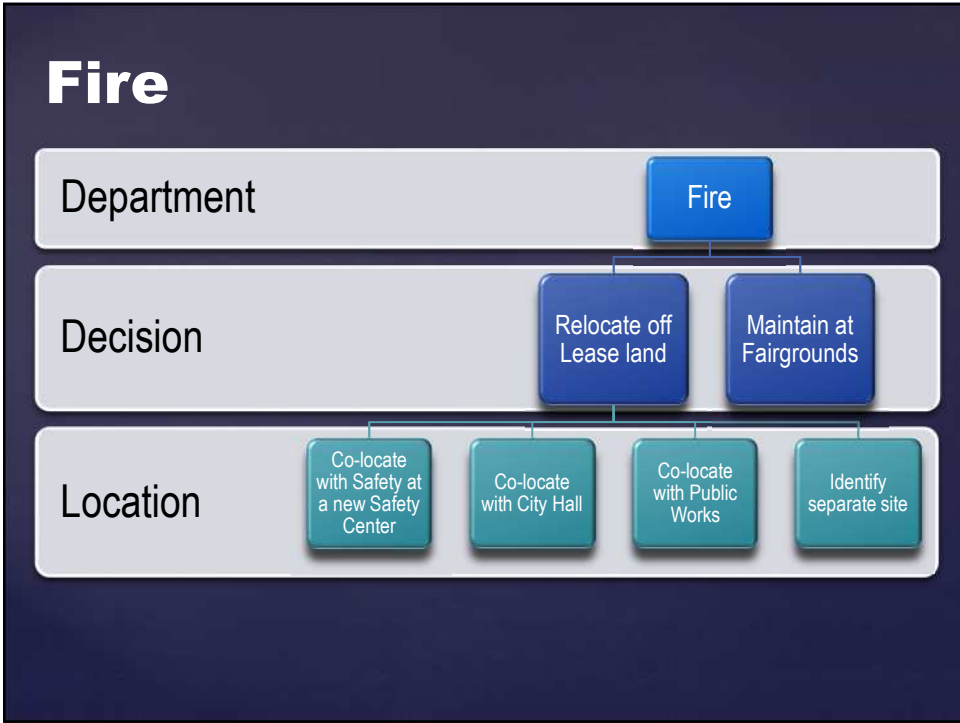 Fire
Department
Fire
Decision
Relocate off
Lease land
Maintain at
Fairgrounds
Location
Co-locate
with Safety at
a new Safety
Center
Co-locate
with City Hall
Co-locate
with Public
Works
Identify
separate site